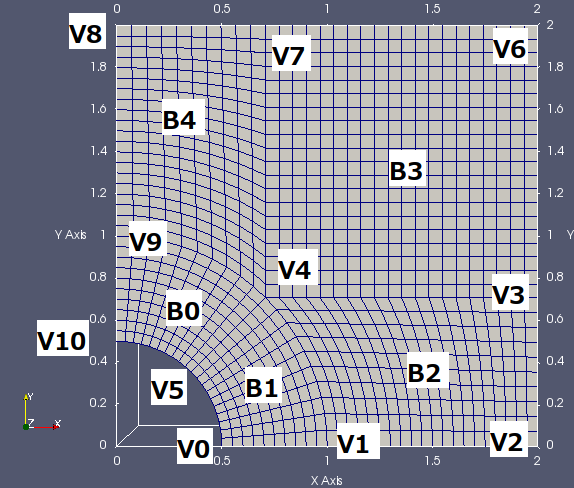 0 0.5 1 1.5 2
V8 2 2
V7 V6
1.8 1.8
1.6 B4 1.6
1.4 1.4
B3
1.2 1.2
Y Axis 1 V9 1 Y
V4
0.8 V3 0.8
0.6 B0 0.6
V10
0.4 V5 B1 B2 0.4
Y
0.2 0.2
Z X
0 V0 V1 V2 0
0 0.5 1 1.5 2
X Axis